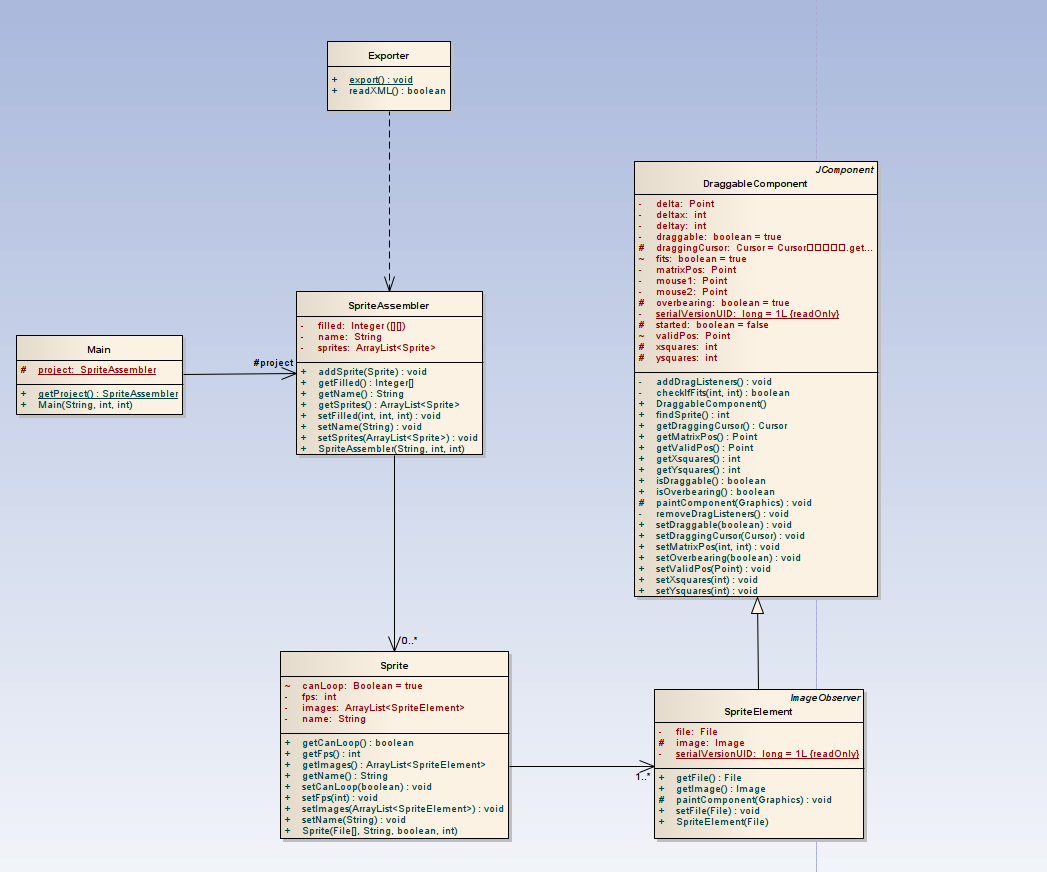 Exporter
+ export() : void
+ readXML() : boolean
JComponent
DraggableComponent
- delta: Point
- deltax: int
- deltay: int
- draggable: boolean = true
# draggingCursor: Cursor = Cursor□□□□□.get...
~ fits: boolean = true
- matrixPos: Point
- mouse1: Point
- mouse2: Point
# overbearing: boolean = true
- serialVersionUID: long = 1L {readOnly}
# started: boolean = false
~ validPos: Point
# xsquares: int
# ysquares: int
- addDragListeners() : void
- checkIfFits(int, int) : boolean
+ DraggableComponent()
+ findSprite() : int
+ getDraggingCursor() : Cursor
+ getMatrixPos() : Point
+ getValidPos() : Point
+ getXsquares() : int
+ getYsquares() : int
+ isDraggable() : boolean
+ isOverbearing() : boolean
# paintComponent(Graphics) : void
- removeDragListeners() : void
+ setDraggable(boolean) : void
+ setDraggingCursor(Cursor) : void
+ setMatrixPos(int, int) : void
+ setOverbearing(boolean) : void
+ setValidPos(Point) : void
+ setXsquares(int) : void
+ setYsquares(int) : void
SpriteAssembler
- filled: Integer ([][])
- name: String
- sprites: ArrayList<Sprite>
+ addSprite(Sprite) : void
+ getFilled() : Integer[]
+ getName() : String
+ getSprites() : ArrayList<Sprite>
+ setFilled(int, int, int) : void
+ setName(String) : void
+ setSprites(ArrayList<Sprite>) : void
+ SpriteAssembler(String, int, int)
Main
# project: SpriteAssembler
+ getProject() : SpriteAssembler
+ Main(String, int, int)
#project
0..*
Sprite
~ canLoop: Boolean = true
- fps: int
- images: ArrayList<SpriteElement>
- name: String
+ getCanLoop() : boolean
+ getFps() : int
+ getImages() : ArrayList<SpriteElement>
+ getName() : String
+ setCanLoop(boolean) : void
+ setFps(int) : void
+ setImages(ArrayList<SpriteElement>) : void
+ setName(String) : void
+ Sprite(File[], String, boolean, int)
1..*
ImageObserver
SpriteElement
- file: File
# image: Image
- serialVersionUID: long = 1L {readOnly}
+ getFile() : File
+ getImage() : Image
# paintComponent(Graphics) : void
+ setFile(File) : void
+ SpriteElement(File)